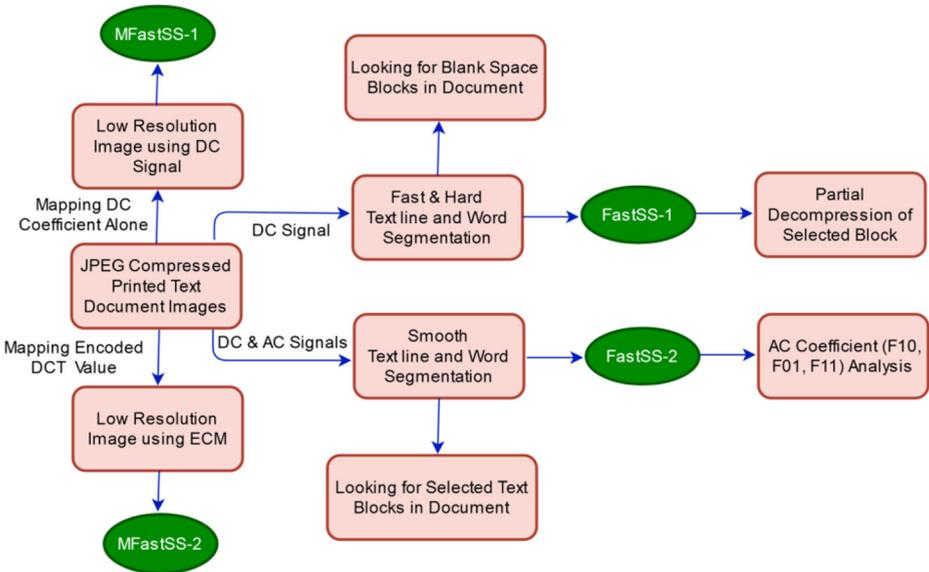 MFastSS-1
Low Resolution
Image using DC
Signal
Mapping DC
Coefficient Alone
JPEG Compressed
Printed Text
Document Images
Mapping Encoded
DCT Value
Low Resolution
Image using ECM
MFastSS-2
DC Signal
Looking for Blank Space
Blocks in Document
Fast & Hard
Text line and Word
Segmentation
FastSS-1
Partial
Decompression of
Selected Block
DC & AC Signals
Smooth
Text line and Word
Segmentation
FastSS-2
AC Coefficient (F10,
F01, F11) Analysis
Looking for Selected Text
Blocks in Document